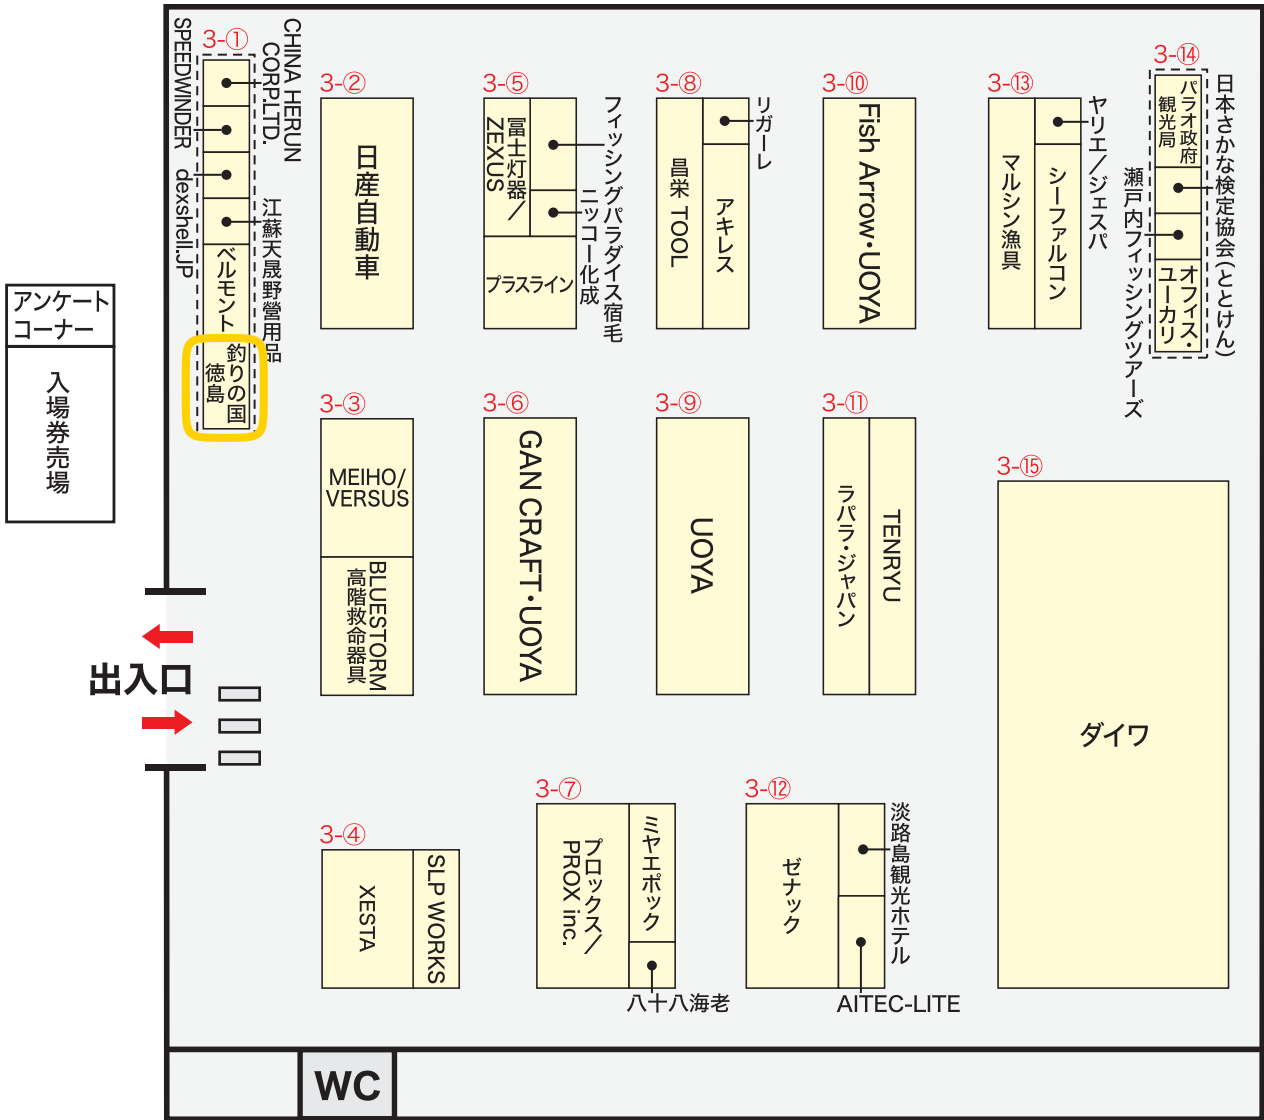 3-①
CHINA HERUN
CORP.LTD.
SPEEDWINDER
dexshell.JP
江蘇天晟野營用品
ベルモント
釣りの国
徳島
3-②
日産自動車
3-③
MEIHO/
VERSUS
BLUESTORM
高階救命器具
3-④
XESTA
SLP WORKS
3-⑤
冨士灯器/
ZEXUS
フィッシングパラダイス宿毛
ニッコー化成
プラスライン
3-⑥
GAN CRAFT・UOYA
3-⑦
プロックス/
PROX inc.
ミヤエポック
八十八海老
3-⑧
昌栄 TOOL
リガーレ
アキレス
3-⑨
UOYA
3-⑩
Fish Arrow・UOYA
3-⑪
ラパラ・ジャパン
TENRYU
3-⑫
ゼナック
淡路島観光ホテル
AITEC-LITE
3-⑬
マルシン漁具
ヤリエ/ジェスパ
シーファルコン
3-⑭
パラオ政府
観光局
日本さかな検定協会(ととけん)
瀬戸内フィッシングツアーズ
オフィス・
ユーカリ
3-⑮
ダイワ
アンケート
コーナー
入場券売場
出入口
WC